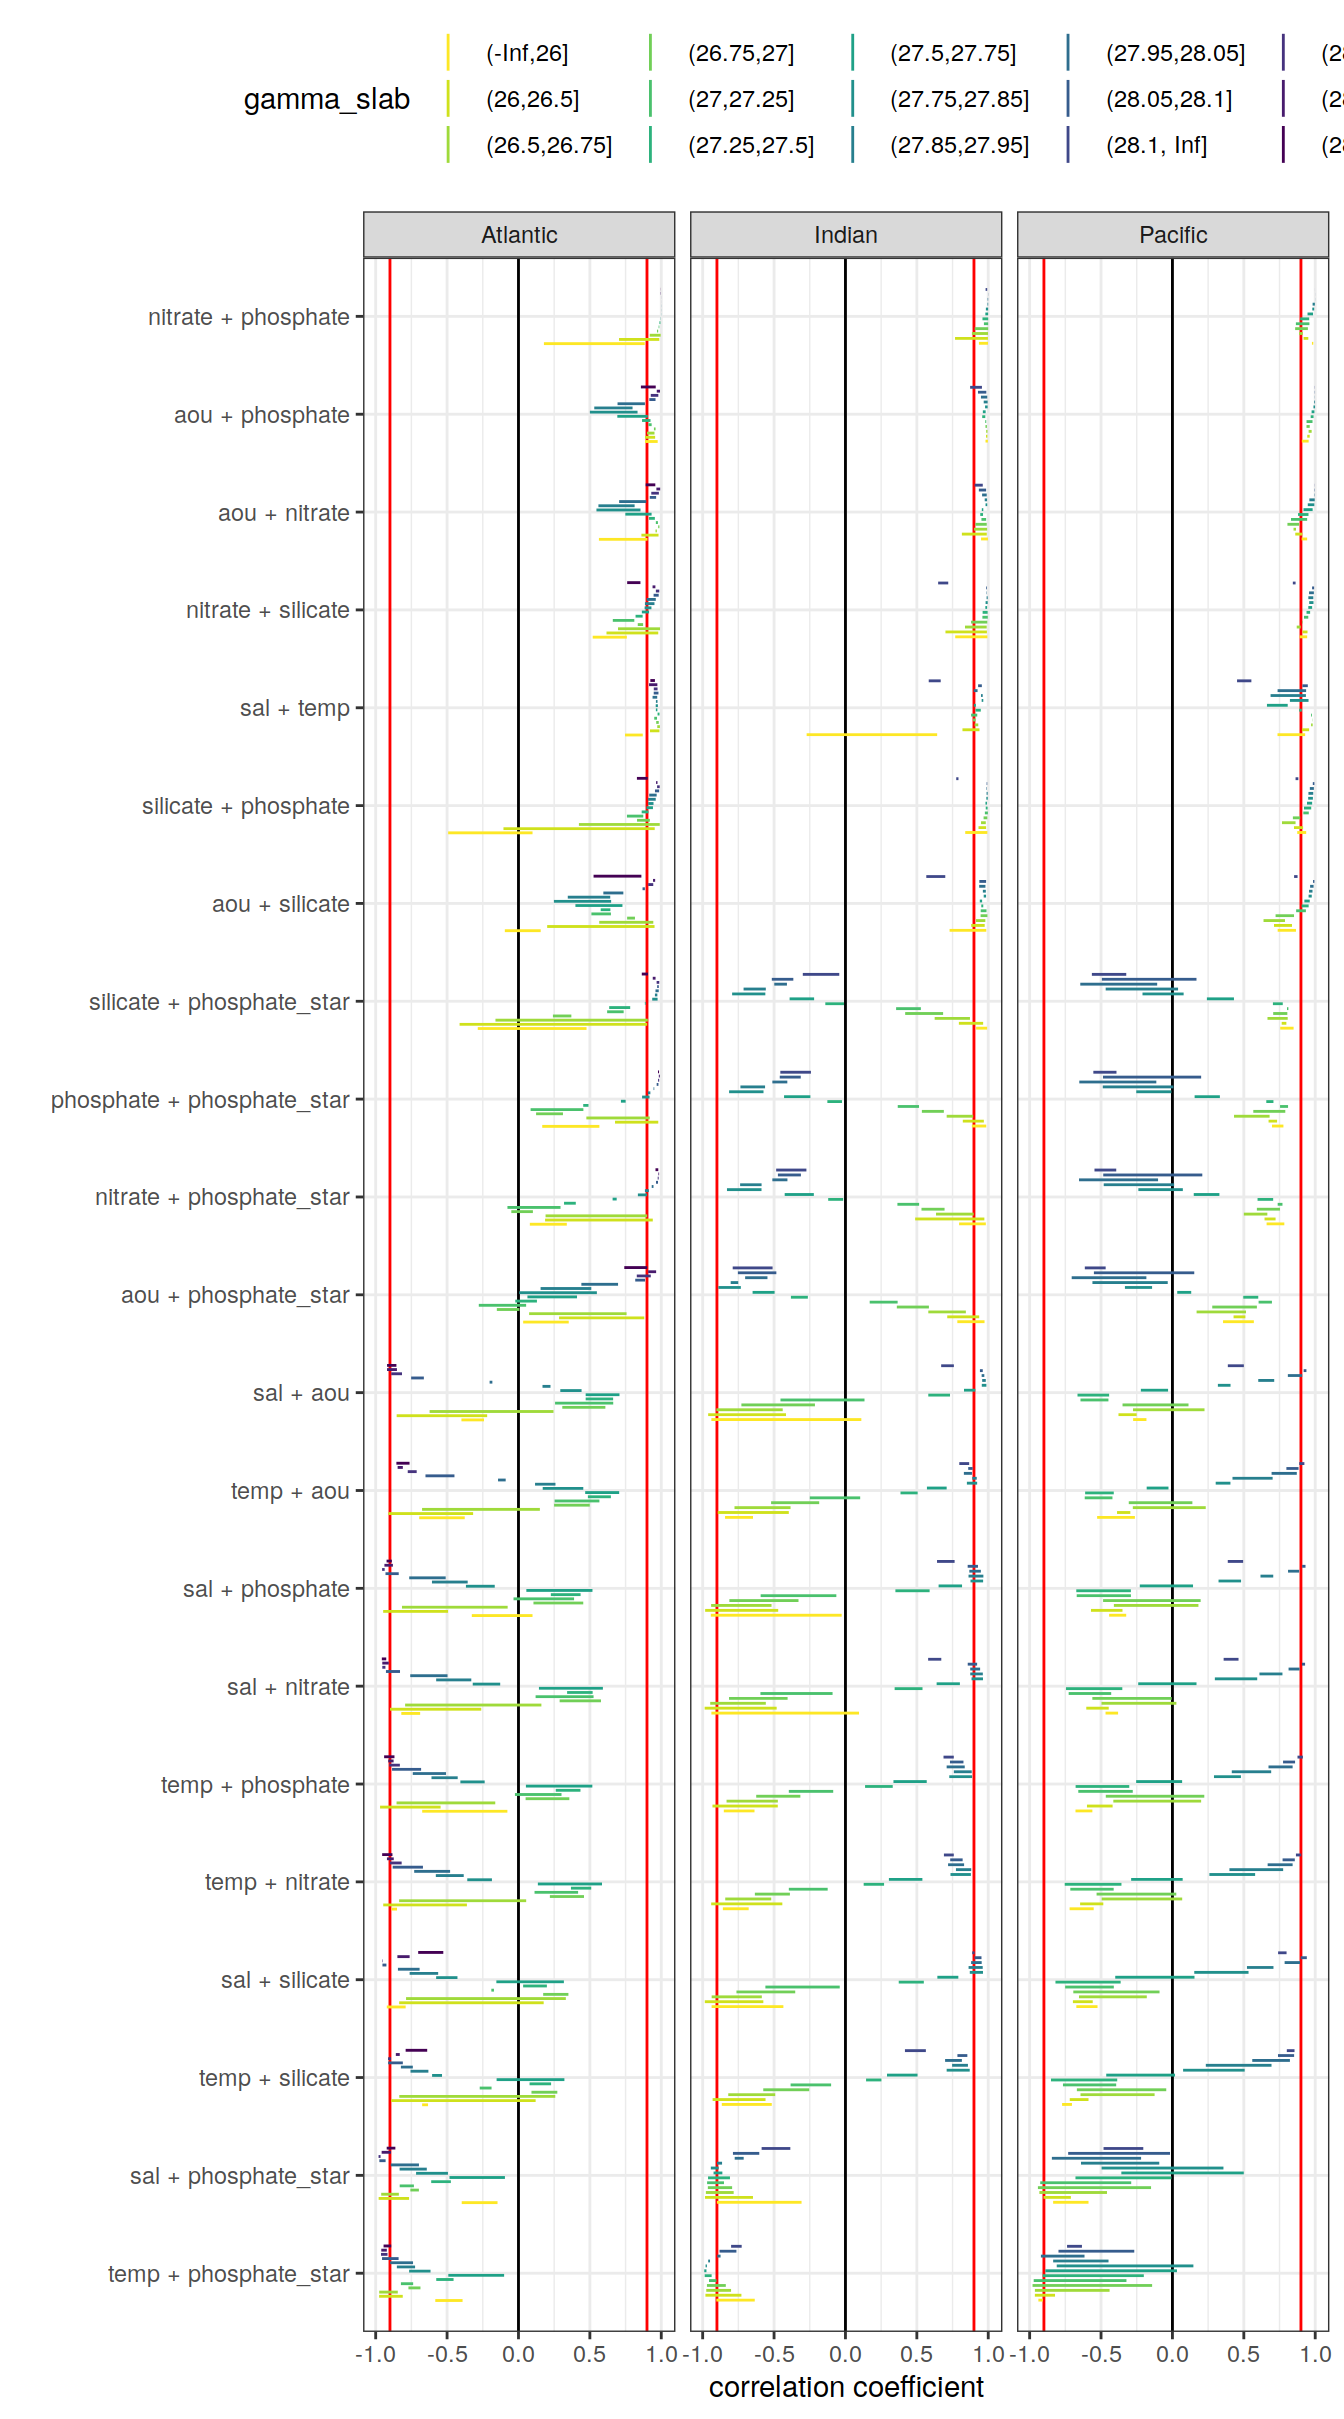 (-Inf,26] (26.75,27] (27.5,27.75] (27.95,28.05] (28
gamma_slab (26,26.5] (27,27.25] (27.75,27.85] (28.05,28.1] (28
(26.5,26.75] (27.25,27.5] (27.85,27.95] (28.1, Inf] (28
Atlantic Indian Pacific
nitrate + phosphate
aou + phosphate
aou + nitrate
nitrate + silicate
sal + temp
silicate + phosphate
aou + silicate
silicate + phosphate_star
phosphate + phosphate_star
nitrate + phosphate_star
aou + phosphate_star
sal + aou
temp + aou
sal + phosphate
sal + nitrate
temp + phosphate
temp + nitrate
sal + silicate
temp + silicate
sal + phosphate_star
temp + phosphate_star
-1.0 -0.5 0.0 0.5 1.0 -1.0 -0.5 0.0 0.5 1.0 -1.0 -0.5 0.0 0.5 1.0
correlation coefficient